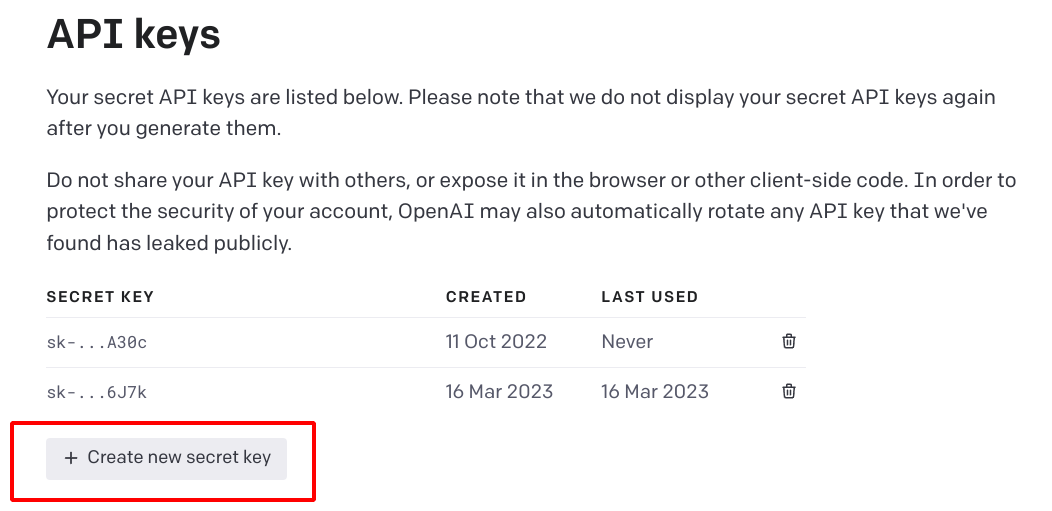 API keys
Your secret API keys are listed below. Please note that we do not display your secret API keys again
after you generate them.
Do not share your API key with others, or expose it in the browser or other client-side code. In order to
protect the security of your account, OpenAI may also automatically rotate any API key that we've
found has leaked publicly.
SECRET KEY CREATED LAST USED
sk-...A30c 11 Oct 2022 Never
sk-...6J7k 16 Mar 2023 16 Mar 2023
+ Create new secret key